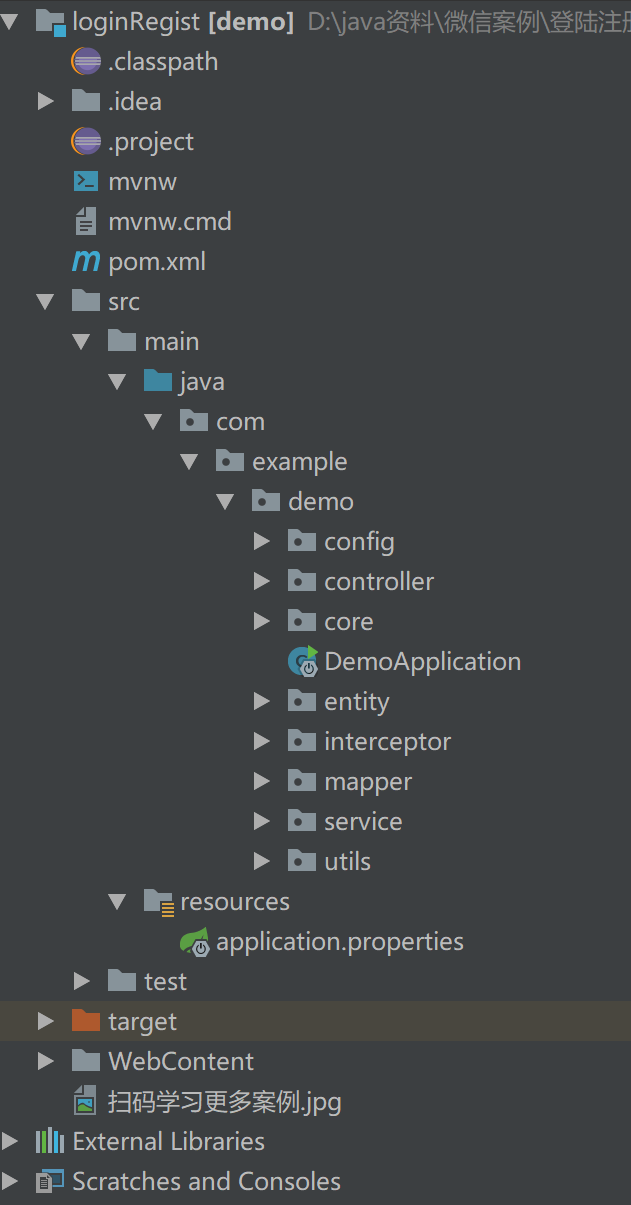 loginRegist [demo] D:\java资料\微信案例\登陆注册
.classpath
.idea
.project
mvnw
mvnw.cmd
pom.xml
src
main
java
com
example
demo
config
controller
core
DemoApplication
entity
interceptor
mapper
service
utils
resources
application.properties
test
target
WebContent
扫码学习更多案例.jpg
External Libraries
Scratches and Consoles